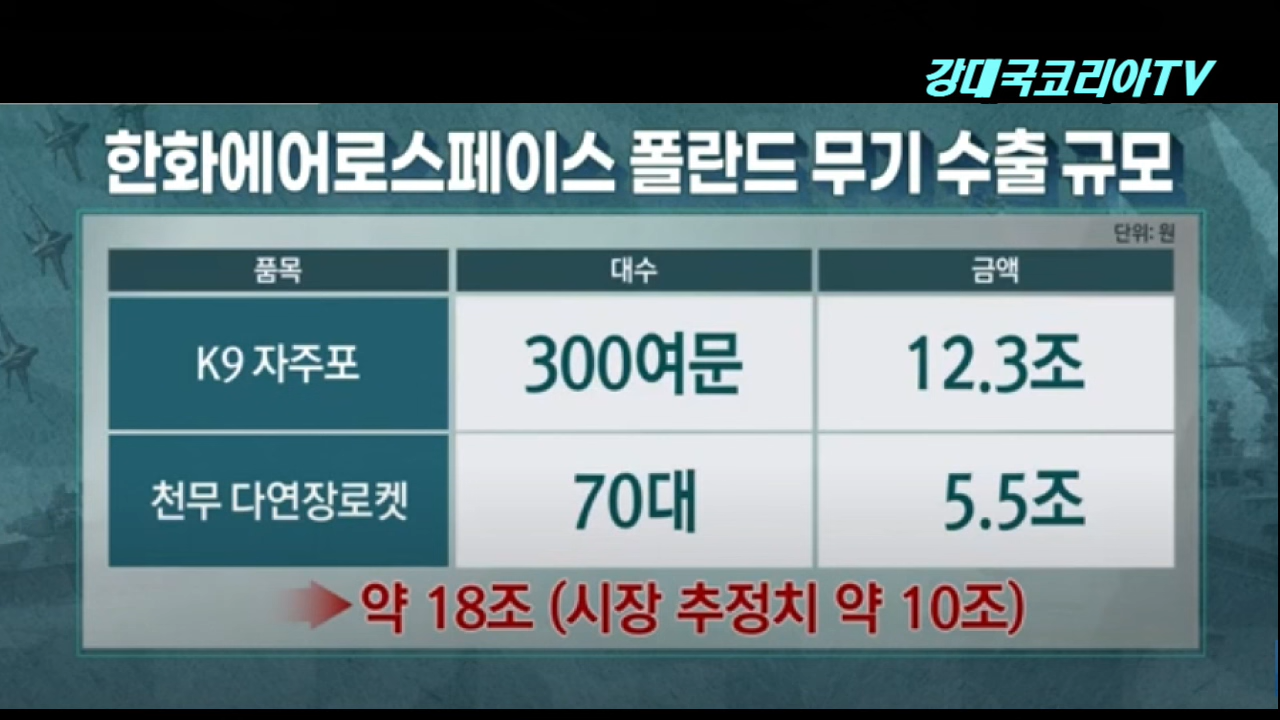 강대국코리아TV
한화에어로스페이스 폴란드 무기 수출 규모
단위: 원
품목 대수 금액
K9 자주포 300여문 12.3조
천무 다연장로켓 70대 5.5조
약 18조 (시장 추정치 약 10조)